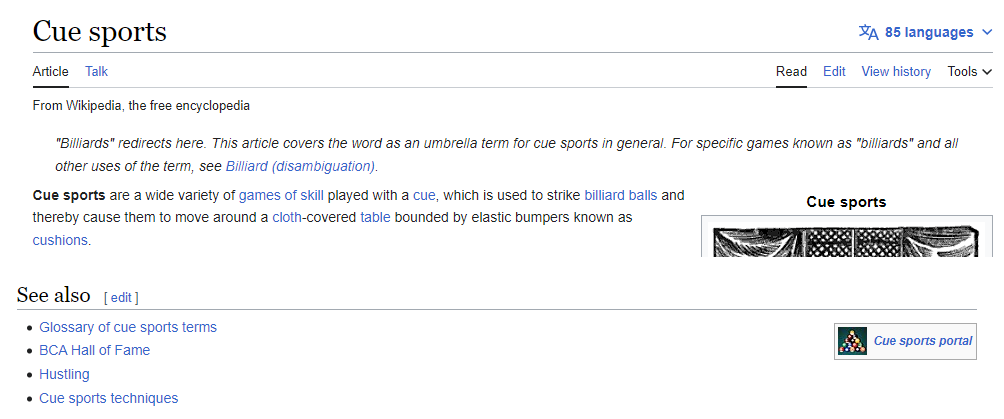 Cue sports
85 languages
Article Talk Read Edit View history Tools
From Wikipedia, the free encyclopedia
"Billiards" redirects here. This article covers the word as an umbrella term for cue sports in general. For specific games known as "billiards" and all
other uses of the term, see Billiard (disambiguation).
Cue sports are a wide variety of games of skill played with a cue, which is used to strike billiard balls and
thereby cause them to move around a cloth-covered table bounded by elastic bumpers known as
cushions.
Cue sports
See also [ edit ]
• Glossary of cue sports terms
• BCA Hall of Fame
• Hustling
• Cue sports techniques
Cue sports portal